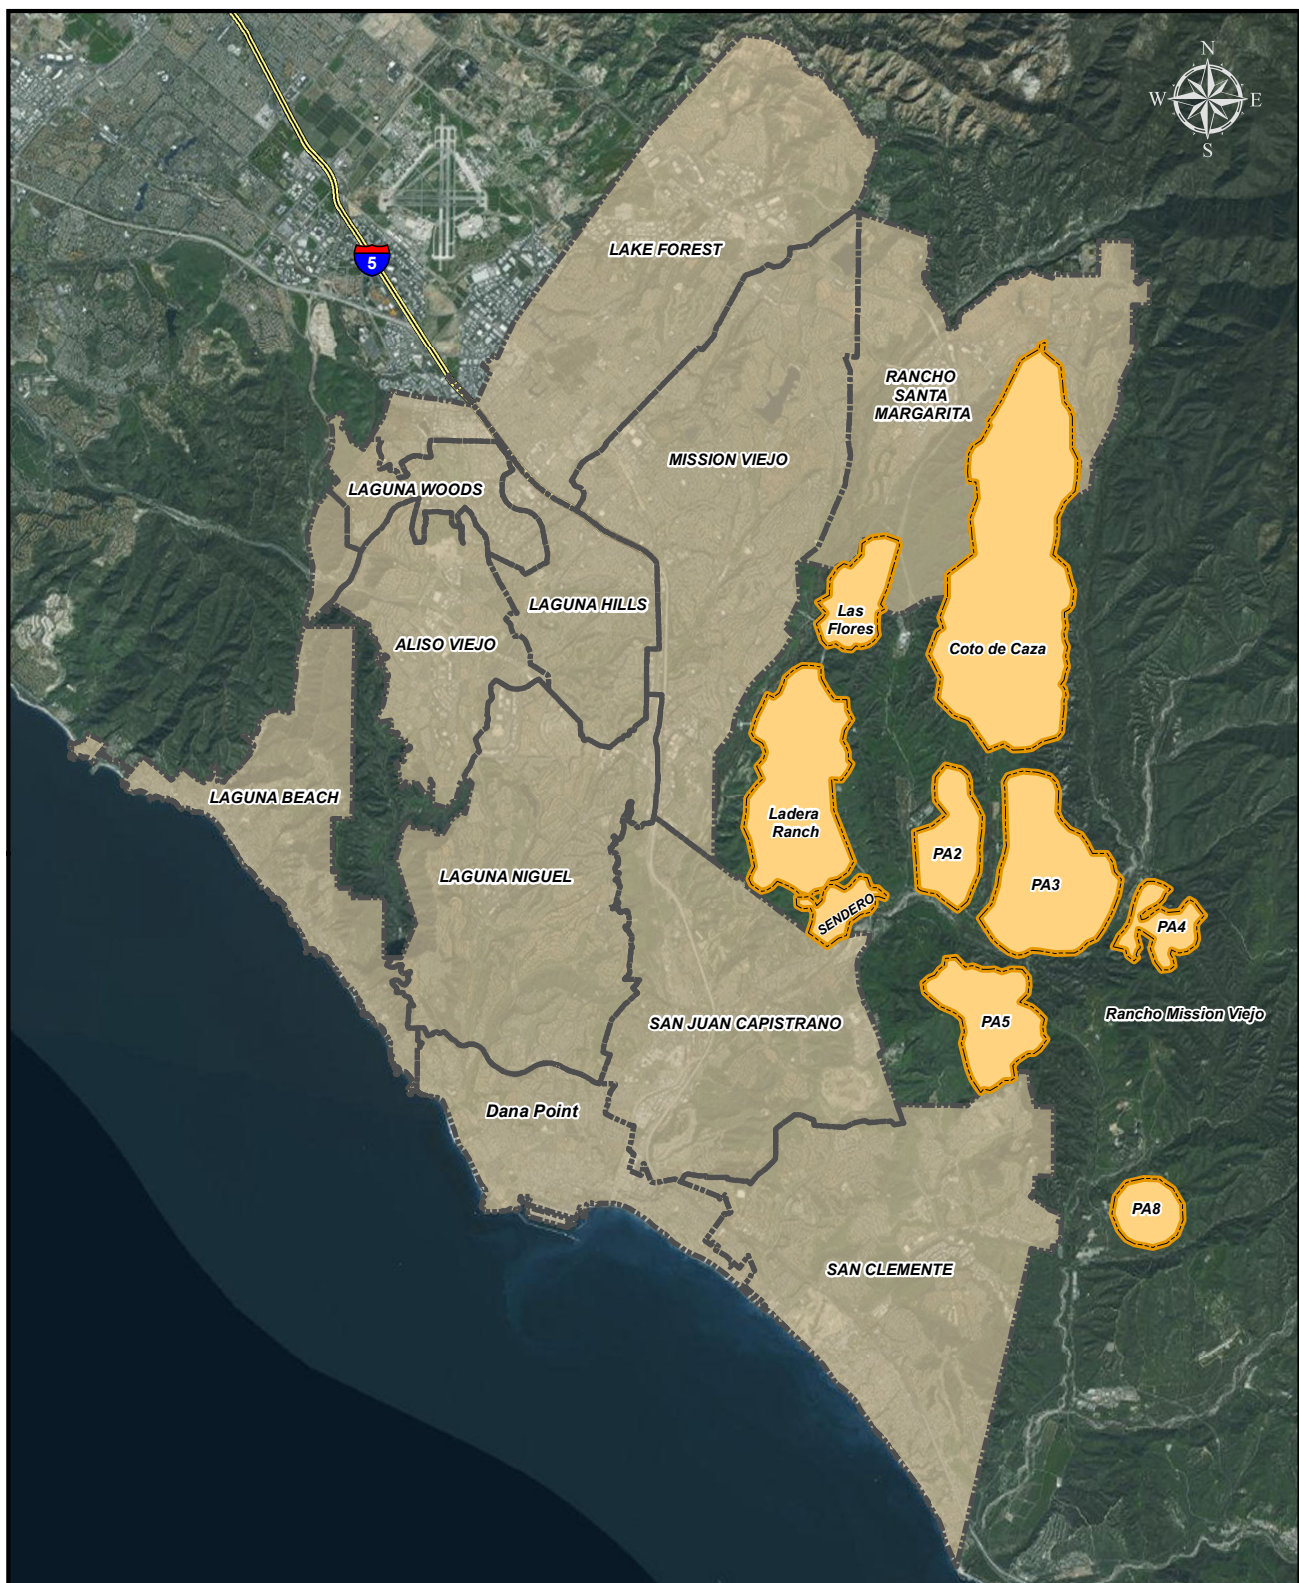 N
W E
S
5
LAKE FOREST
RANCHO
SANTA
MARGARITA
MISSION VIEJO
LAGUNA WOODS
LAGUNA HILLS
Las
Flores
ALISO VIEJO
Coto de Caza
LAGUNA BEACH
Ladera
Ranch
PA2
LAGUNA NIGUEL
PA3
SENDERO
PA4
Rancho Mission Viejo
SAN JUAN CAPISTRANO
PA5
Dana Point
PA8
SAN CLEMENTE